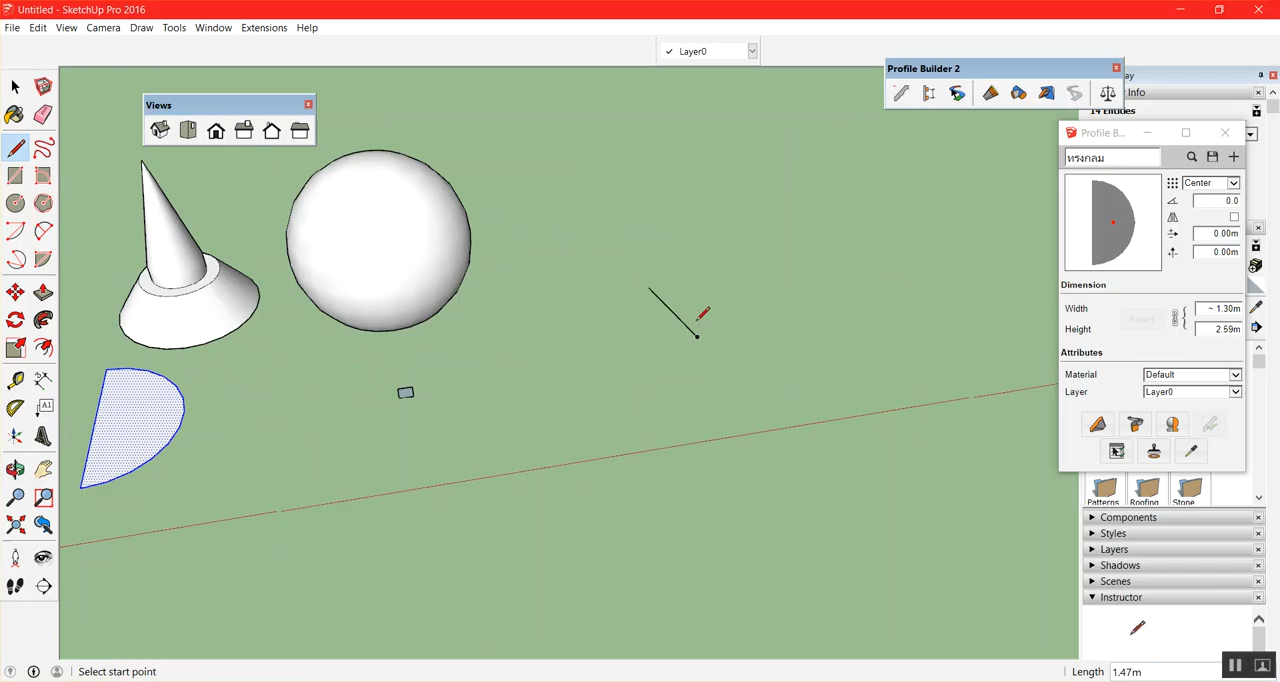 Untitled - SketchUp Pro 2016
File Edit View Camera Draw Tools Window Extensions Help
Layer0
Profile Builder 2
ay
Info
14 Entities
Views
Profile B...
ทรงกลม
Center
0.0
0.00m
0.00m
Dimension
Width ~ 1.30m
Reset
Height 2.59m
Attributes
Material Default
Layer Layer0
A1
Patterns Roofing Stone
Components
Styles
Layers
Shadows
Scenes
Instructor
Select start point
Length 1.47m